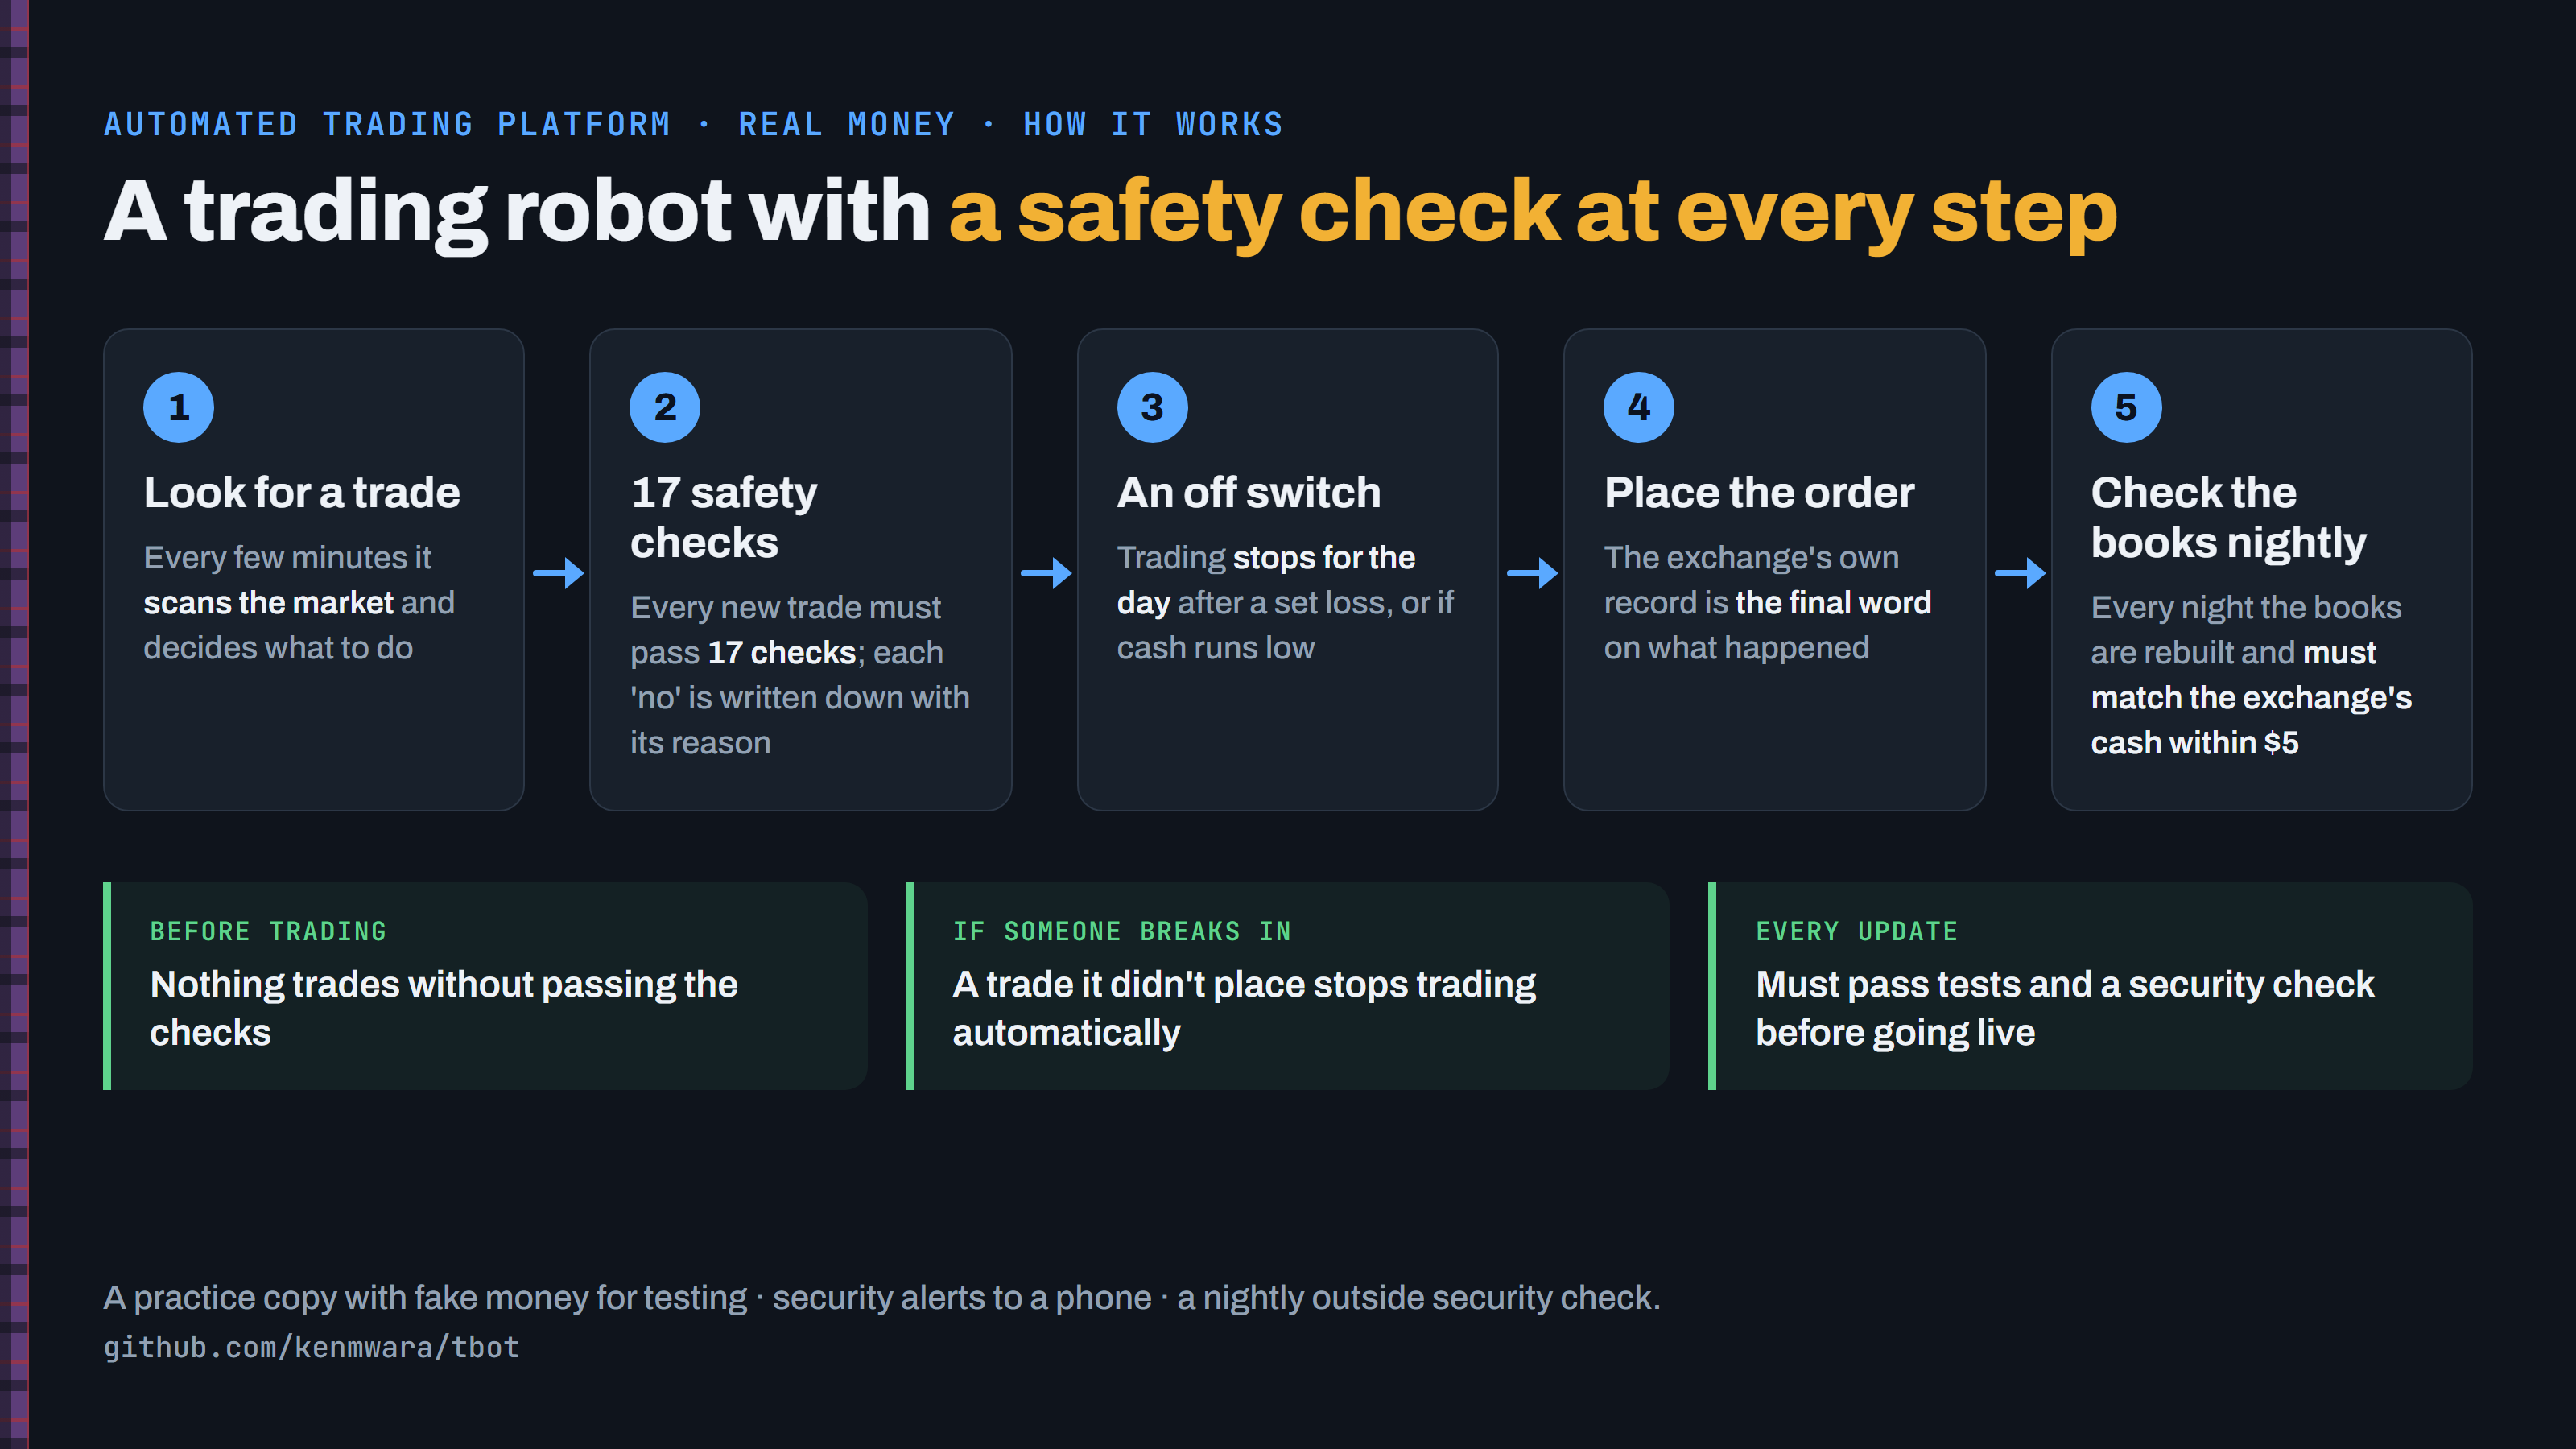 AUTOMATED TRADING PLATFORM · REAL MONEY · HOW IT WORKS
A trading robot with a safety check at every step
1
Look for a trade
Every few minutes it
scans the market and
decides what to do
2
17 safety
checks
Every new trade must
pass 17 checks; each
'no' is written down with
its reason
3
An off switch
Trading stops for the
day after a set loss, or if
cash runs low
4
Place the order
The exchange's own
record is the final word
on what happened
5
Check the
books nightly
Every night the books
are rebuilt and must
match the exchange's
cash within $5
BEFORE TRADING
Nothing trades without passing the
checks
IF SOMEONE BREAKS IN
A trade it didn't place stops trading
automatically
EVERY UPDATE
Must pass tests and a security check
before going live
A practice copy with fake money for testing · security alerts to a phone · a nightly outside security check.
github.com/kenmwara/tbot